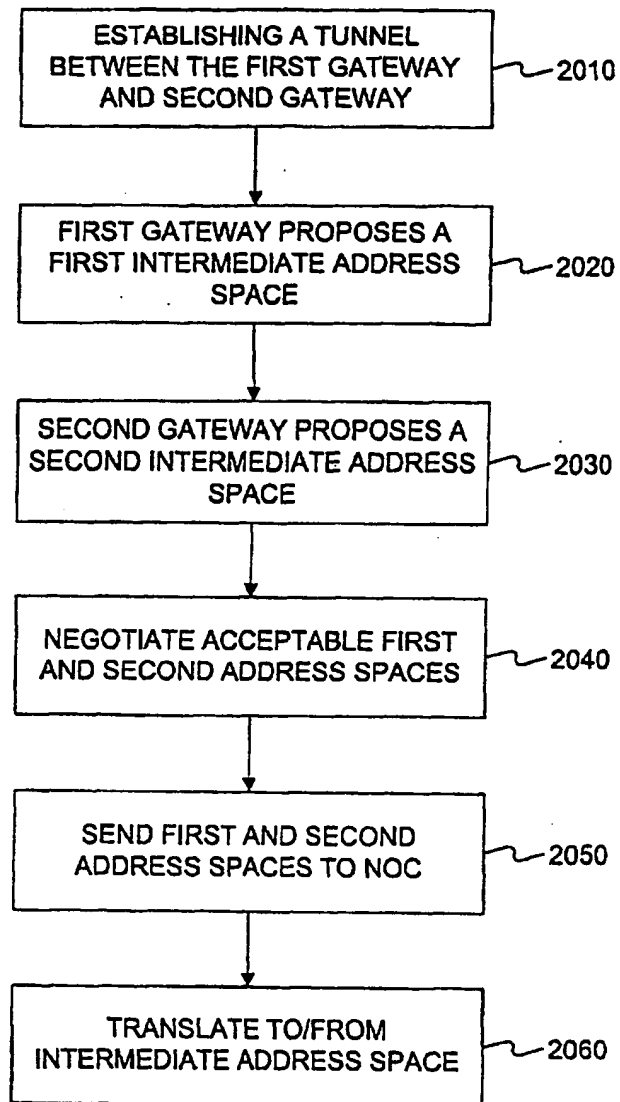 ESTABLISHING A TUNNEL
BETWEEN THE FIRST GATEWAY
AND SECOND GATEWAY
2010
FIRST GATEWAY PROPOSES A
FIRST INTERMEDIATE ADDRESS
SPACE
2020
SECOND GATEWAY PROPOSES A
SECOND INTERMEDIATE ADDRESS
SPACE
2030
NEGOTIATE ACCEPTABLE FIRST
AND SECOND ADDRESS SPACES
2040
SEND FIRST AND SECOND
ADDRESS SPACES TO NOC
2050
TRANSLATE TO/FROM
INTERMEDIATE ADDRESS SPACE
2060